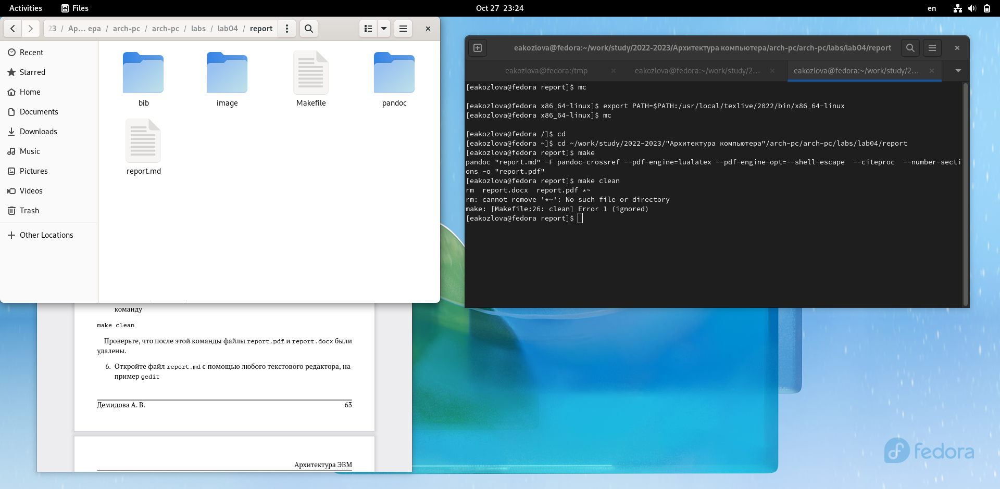 Activities
Files
Oct 27 23:24
en
23 / Ар… ера / arch-pc / arch-pc / labs / lab04 / report
Recent
Starred
Home
Documents
Downloads
Music
Pictures
Videos
Trash
Other Locations
bib
image
Makefile
pandoc
report.md
eakozlova@fedora:~/work/study/2022-2023/Архитектура компьютера/arch-pc/arch-pc/labs/lab04/report
eakozlova@fedora:/tmp
eakozlova@fedora:~/work/study/2…
eakozlova@fedora:~/work/study/2…
[eakozlova@fedora report]$ mc
[eakozlova@fedora x86_64-linux]$ export PATH=$PATH:/usr/local/texlive/2022/bin/x86_64-linux
[eakozlova@fedora x86_64-linux]$ mc
[eakozlova@fedora /]$ cd
[eakozlova@fedora ~]$ cd ~/work/study/2022-2023/"Архитектура компьютера"/arch-pc/arch-pc/labs/lab04/report
[eakozlova@fedora report]$ make
pandoc "report.md" -F pandoc-crossref --pdf-engine=lualatex --pdf-engine-opt=--shell-escape  --citeproc  --number-secti
ons -o "report.pdf"
[eakozlova@fedora report]$ make clean
rm  report.docx  report.pdf *~
rm: cannot remove '*~': No such file or directory
make: [Makefile:26: clean] Error 1 (ignored)
[eakozlova@fedora report]$
команду
make clean
Проверьте, что после этой команды файлы report.pdf и report.docx были
удалены.
6. Откройте файл report.md с помощью любого текстового редактора, на-
пример gedit
Демидова А. В.
63
Архитектура ЭВМ
fedora